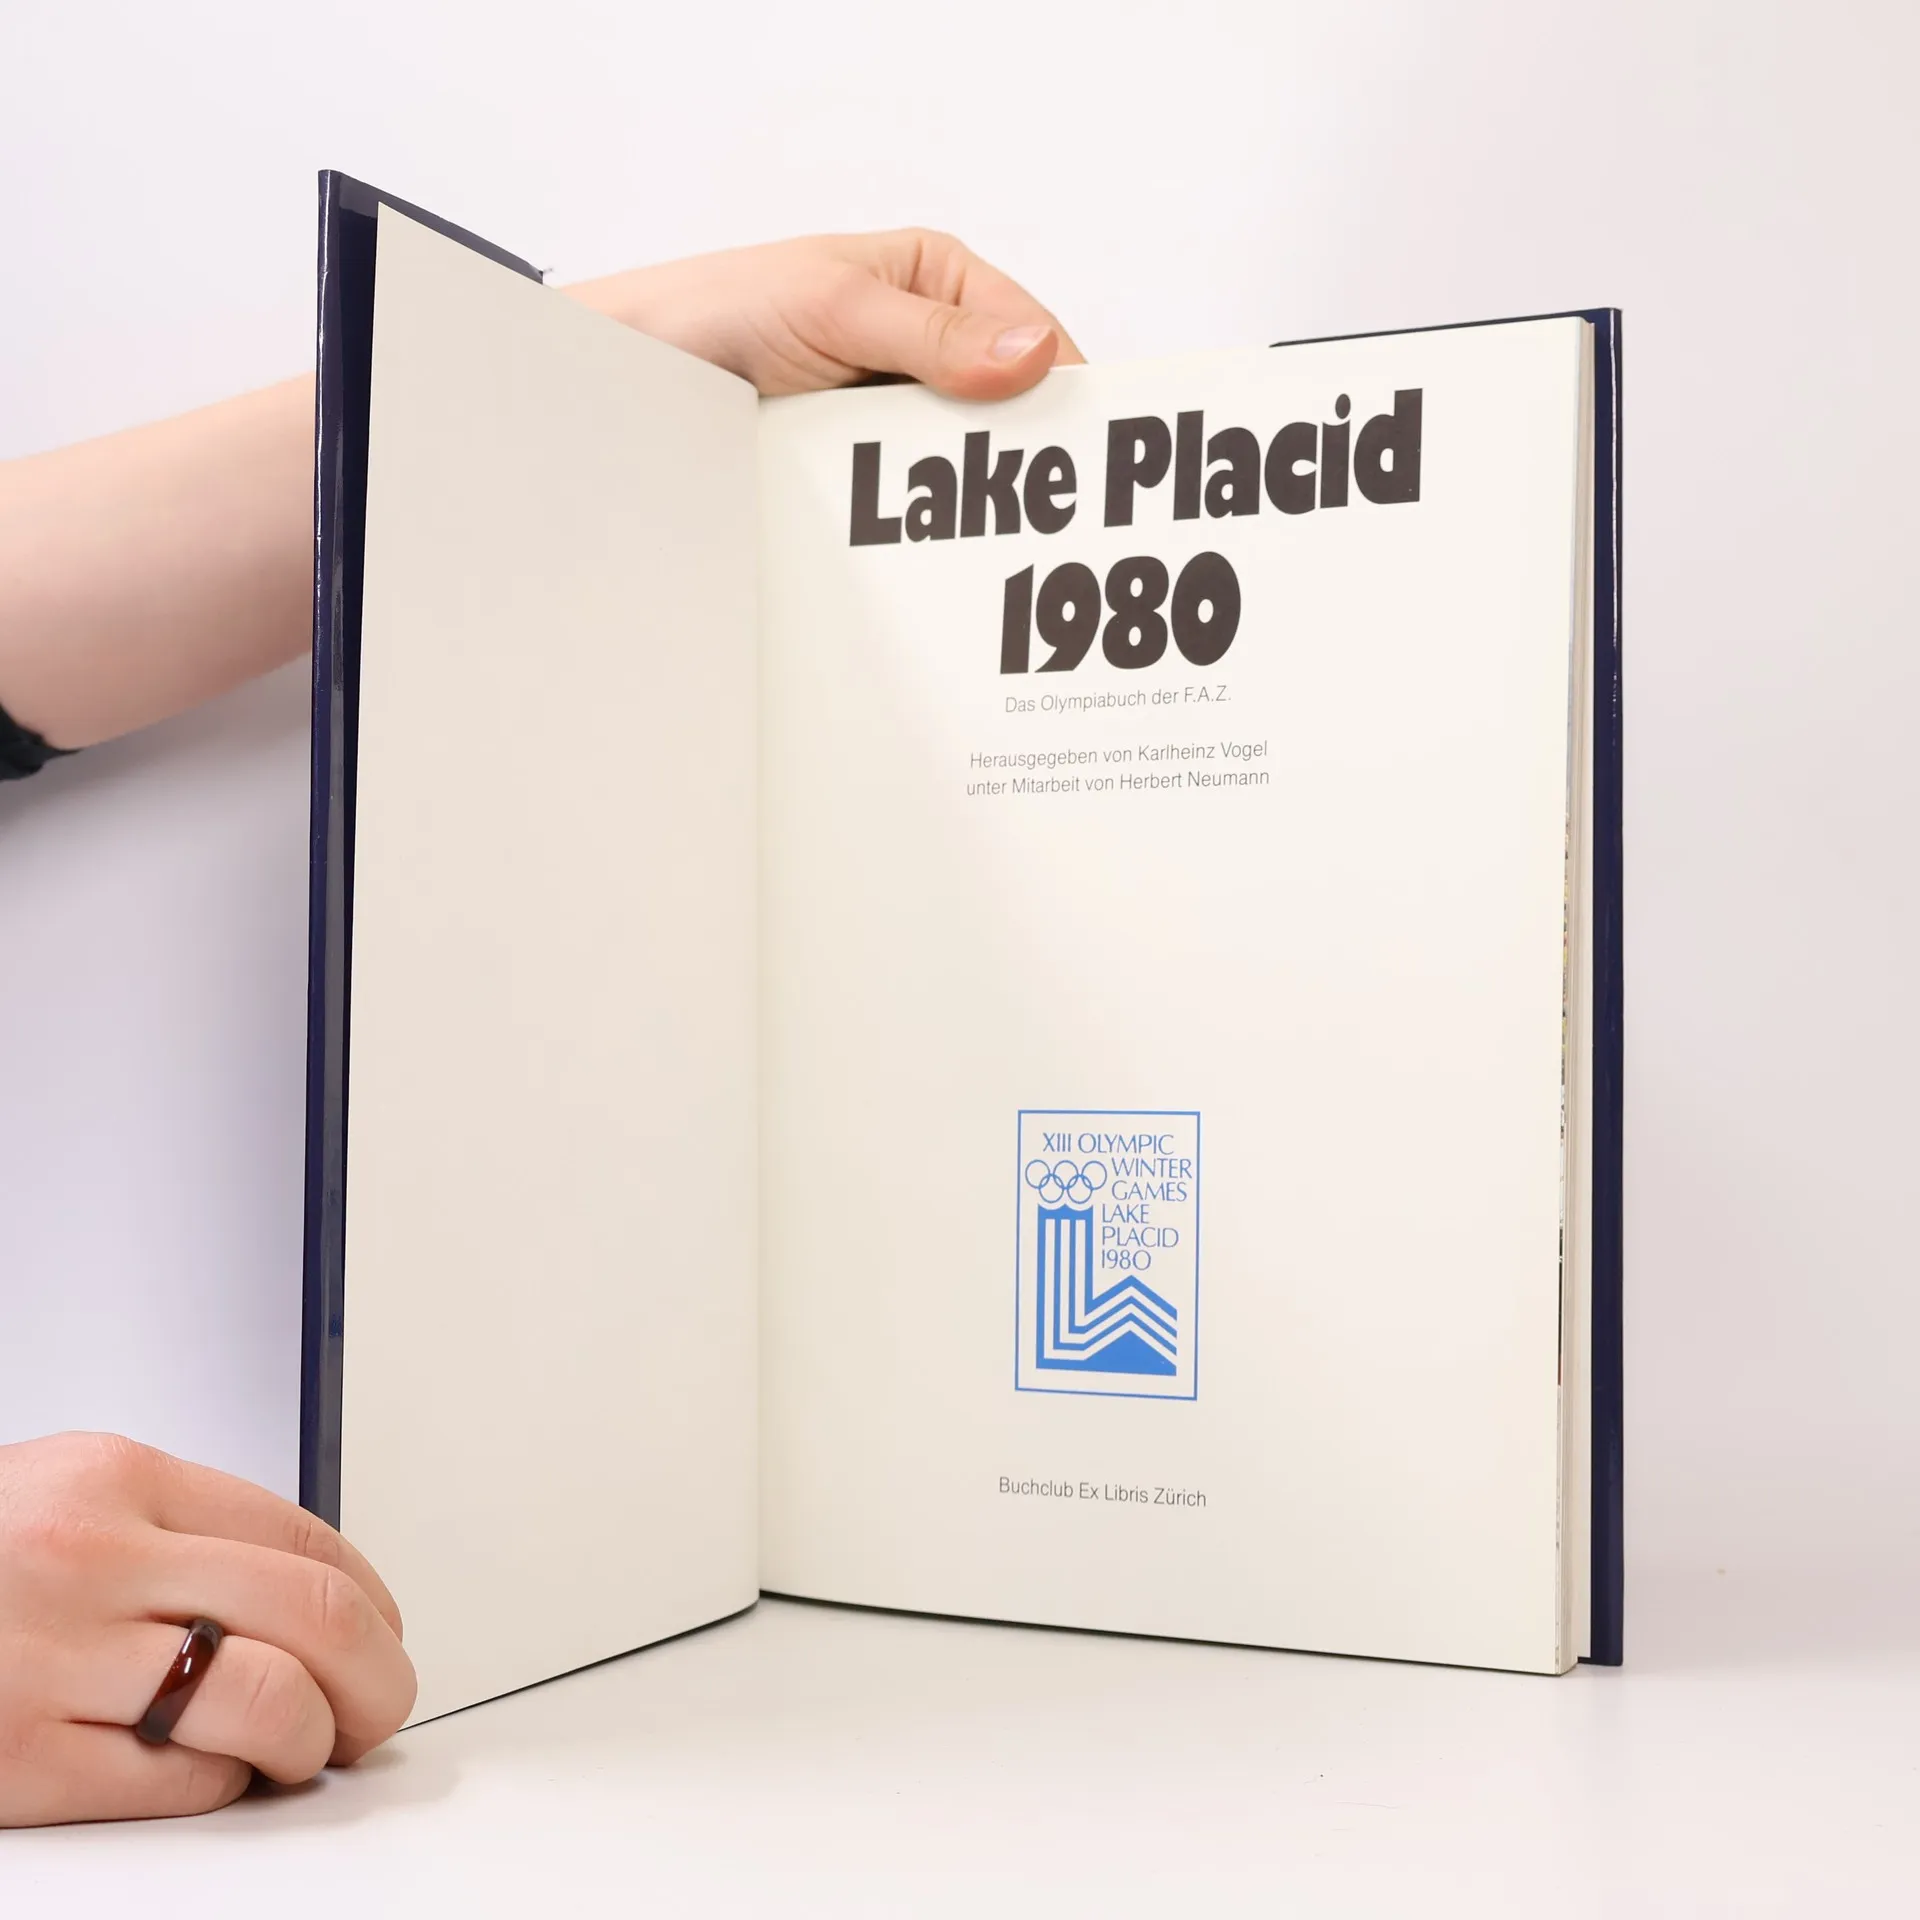 Lake Placid
1980
Das Olympiabuch der F.A.Z.
Herausgegeben von Karlheinz Vogel
unter Mitarbeit von Herbert Neumann
XIII OLYMPIC
WINTER
GAMES
LAKE
PLACID
1980
Buchclub Ex Libris Zürich